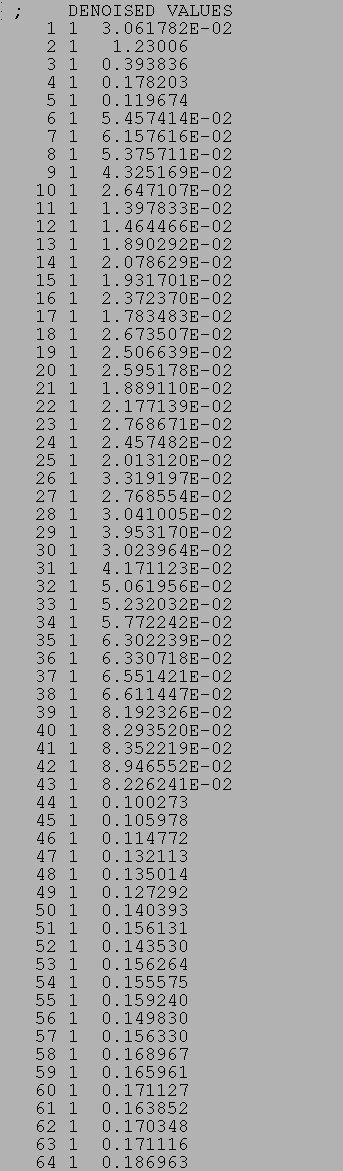 ; DENOISED VALUES
1 1 3.061782E-02
2 1 1.23006
3 1 0.393836
4 1 0.178203
5 1 0.119674
6 1 5.457414E-02
7 1 6.157616E-02
8 1 5.375711E-02
9 1 4.325169E-02
10 1 2.647107E-02
11 1 1.397833E-02
12 1 1.464466E-02
13 1 1.890292E-02
14 1 2.078629E-02
15 1 1.931701E-02
16 1 2.372370E-02
17 1 1.783483E-02
18 1 2.673507E-02
19 1 2.506639E-02
20 1 2.595178E-02
21 1 1.889110E-02
22 1 2.177139E-02
23 1 2.768671E-02
24 1 2.457482E-02
25 1 2.013120E-02
26 1 3.319197E-02
27 1 2.768554E-02
28 1 3.041005E-02
29 1 3.953170E-02
30 1 3.023964E-02
31 1 4.171123E-02
32 1 5.061956E-02
33 1 5.232032E-02
34 1 5.772242E-02
35 1 6.302239E-02
36 1 6.330718E-02
37 1 6.551421E-02
38 1 6.611447E-02
39 1 8.192326E-02
40 1 8.293520E-02
41 1 8.352219E-02
42 1 8.946552E-02
43 1 8.226241E-02
44 1 0.100273
45 1 0.105978
46 1 0.114772
47 1 0.132113
48 1 0.135014
49 1 0.127292
50 1 0.140393
51 1 0.156131
52 1 0.143530
53 1 0.156264
54 1 0.155575
55 1 0.159240
56 1 0.149830
57 1 0.156330
58 1 0.168967
59 1 0.165961
60 1 0.171127
61 1 0.163852
62 1 0.170348
63 1 0.171116
64 1 0.186963